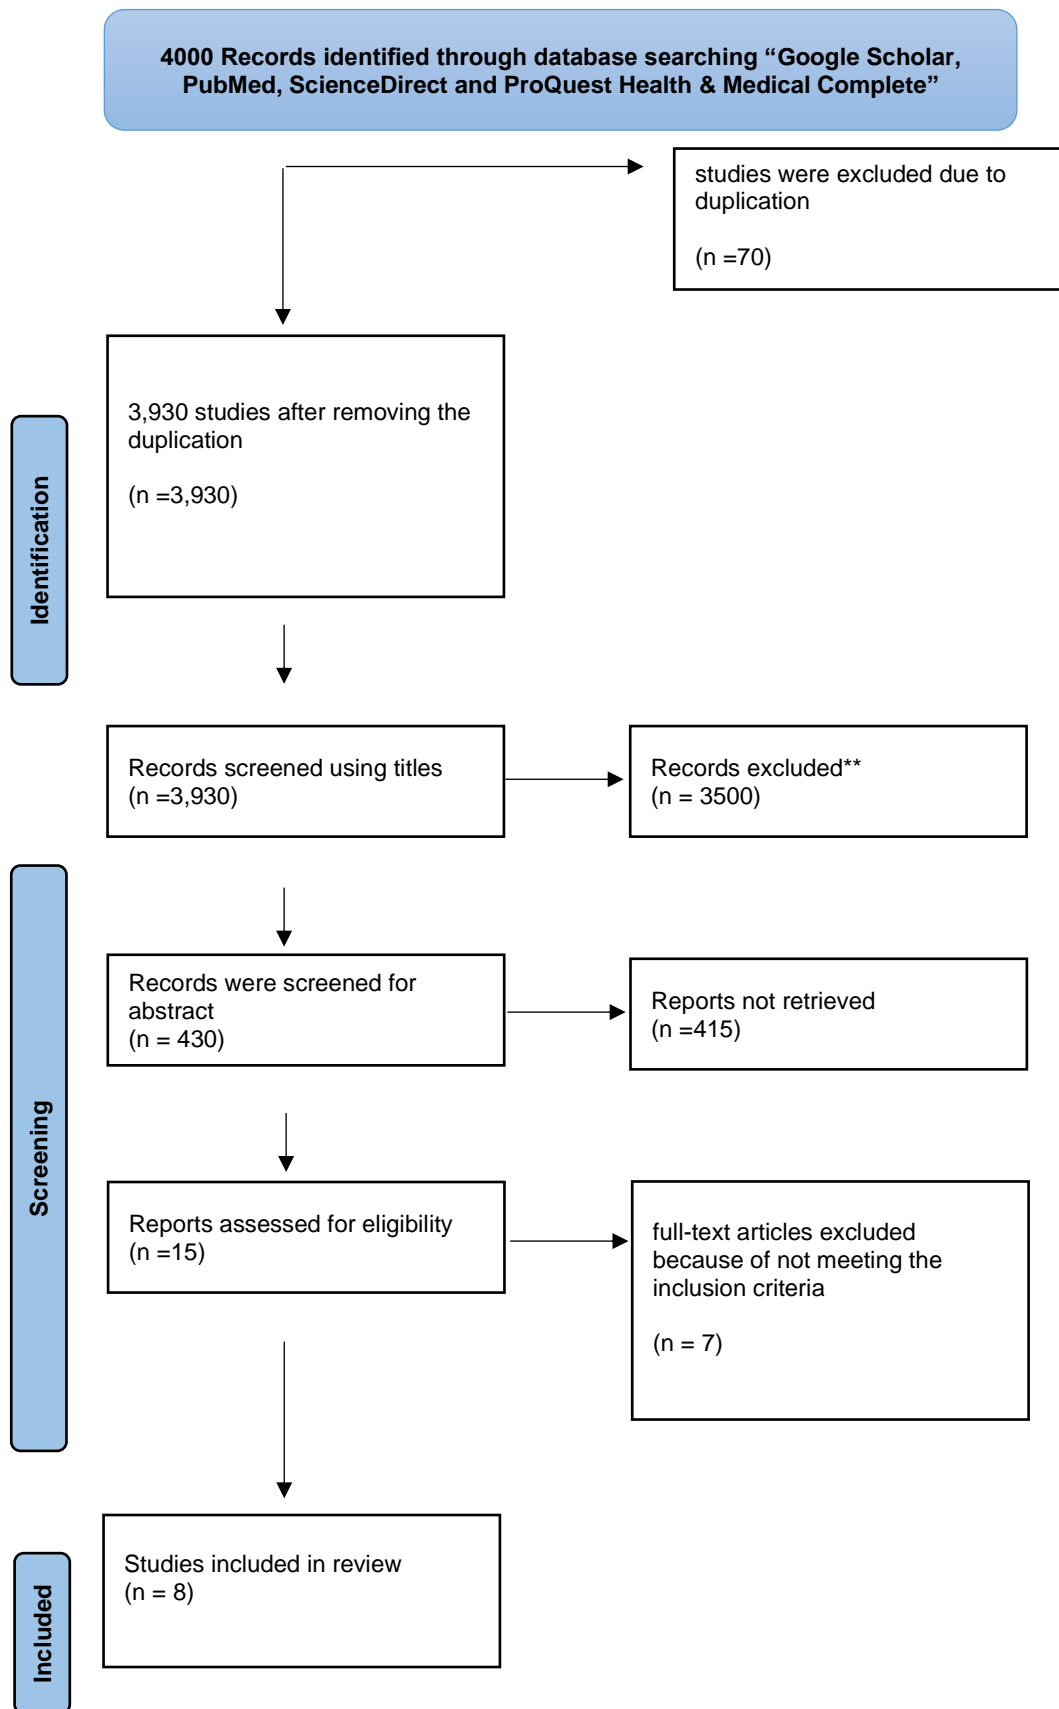 4000 Records identified through database searching “Google Scholar,
PubMed, ScienceDirect and ProQuest Health & Medical Complete”
studies were excluded due to
duplication
(n =70)
3,930 studies after removing the
duplication
(n =3,930)
Identification
Records screened using titles
(n =3,930)
Records excluded**
(n = 3500)
Records were screened for
abstract
(n = 430)
Reports not retrieved
(n =415)
Screening
Reports assessed for eligibility
(n =15)
full-text articles excluded
because of not meeting the
inclusion criteria
(n = 7)
Studies included in review
(n = 8)
Included